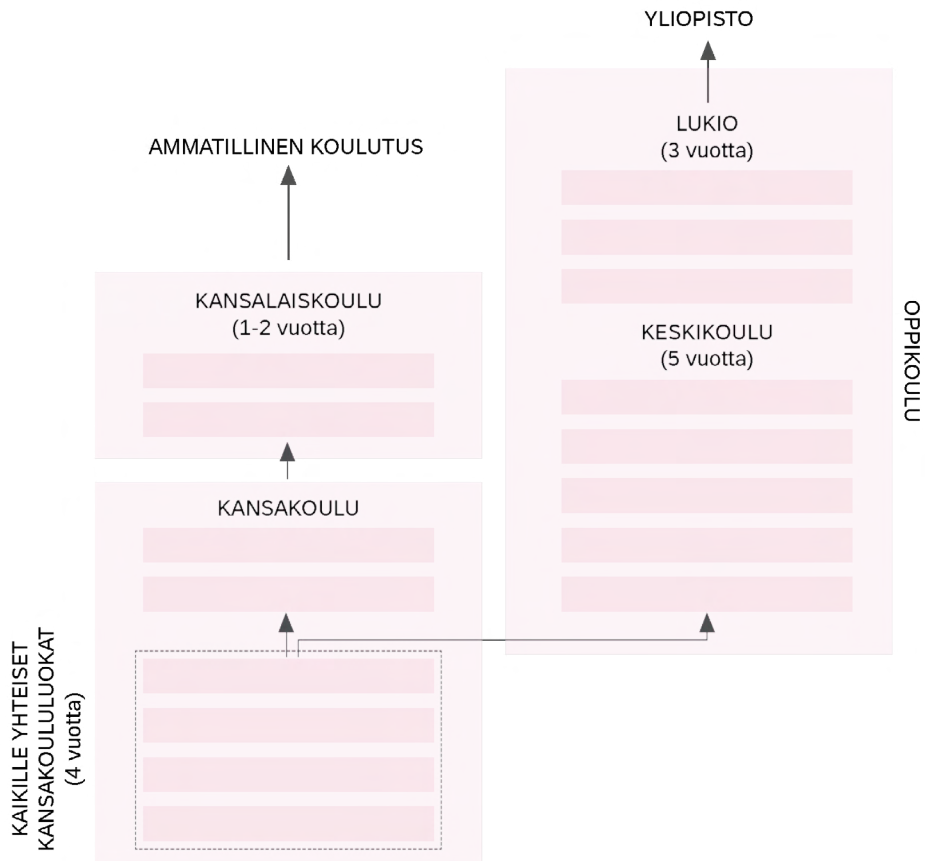 YLIOPISTO
LUKIO
(3 vuotta)
AMMATILLINEN KOULUTUS
KANSALAISKOULU
(1-2 vuotta)
KESKIKOULU
(5 vuotta)
OPPIKOULU
KANSAKOULU
KAIKILLE YHTEISET
KANSAKOULULUOKAT
(4 vuotta)